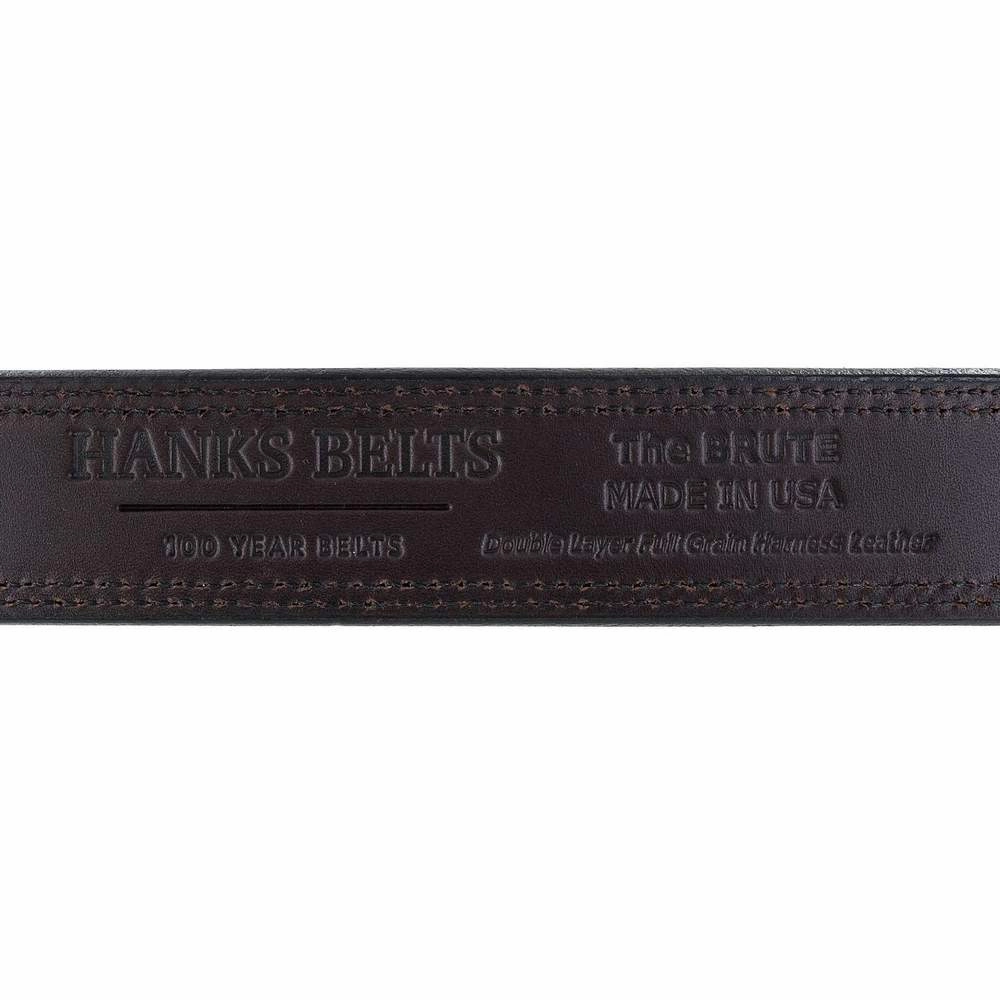 HANKS BELTS
100 YEAR BELTS
The BRUTE
MADE IN USA
Double Layer Full Grain Harness Leather